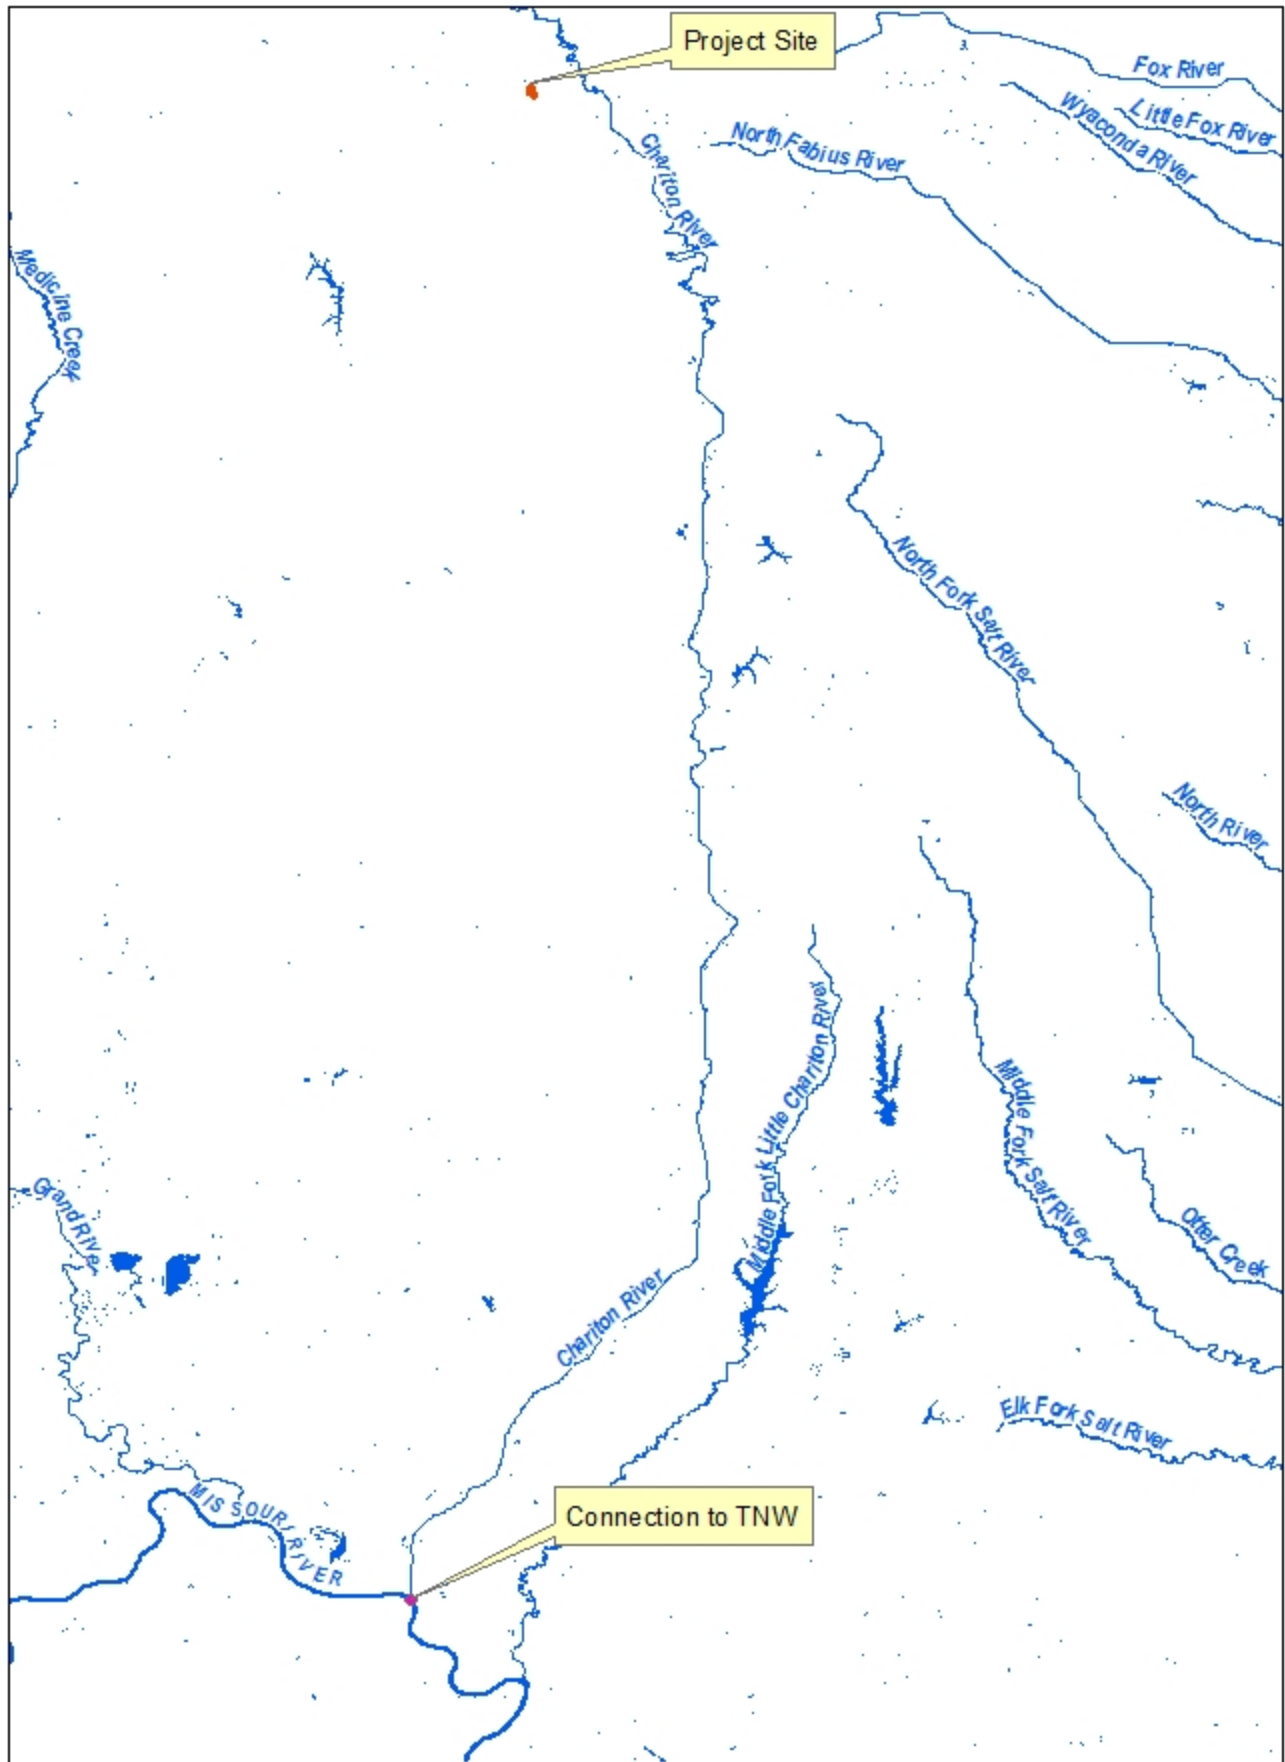 Project Site
Fox River
Little Fox River
Wyaconda River
North Fabius River
Chariton River
Medicine Creek
North Fork Salt River
North River
Middle Fork Little Chariton River
Middle Fork Salt River
Grand River
Otter Creek
Chariton River
Elk Fork Salt River
MISSOURI RIVER
Connection to TNW